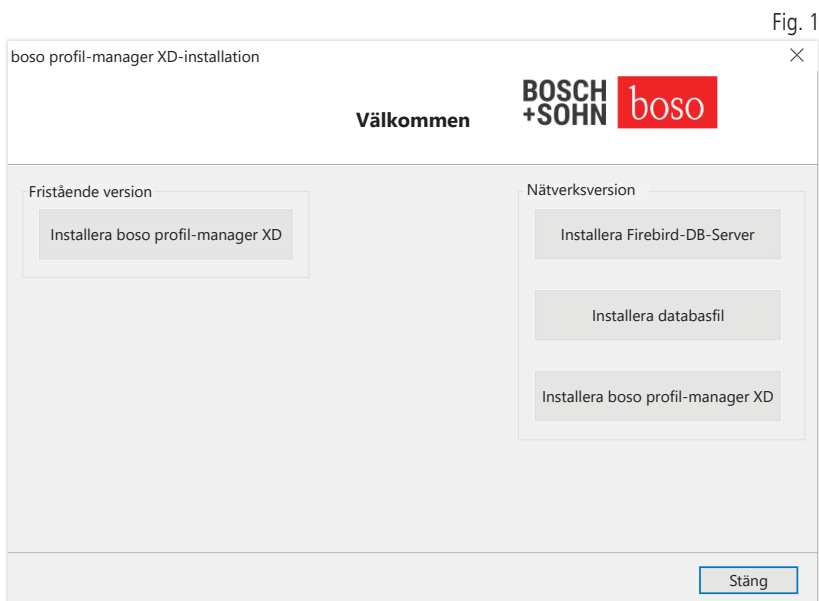 Fig. 1
boso profil-manager XD-installation
Välkommen
BOSCH
+SOHN
boso
Fristående version
Installera boso profil-manager XD
Nätverksversion
Installera Firebird-DB-Server
Installera databasfil
Installera boso profil-manager XD
Stäng